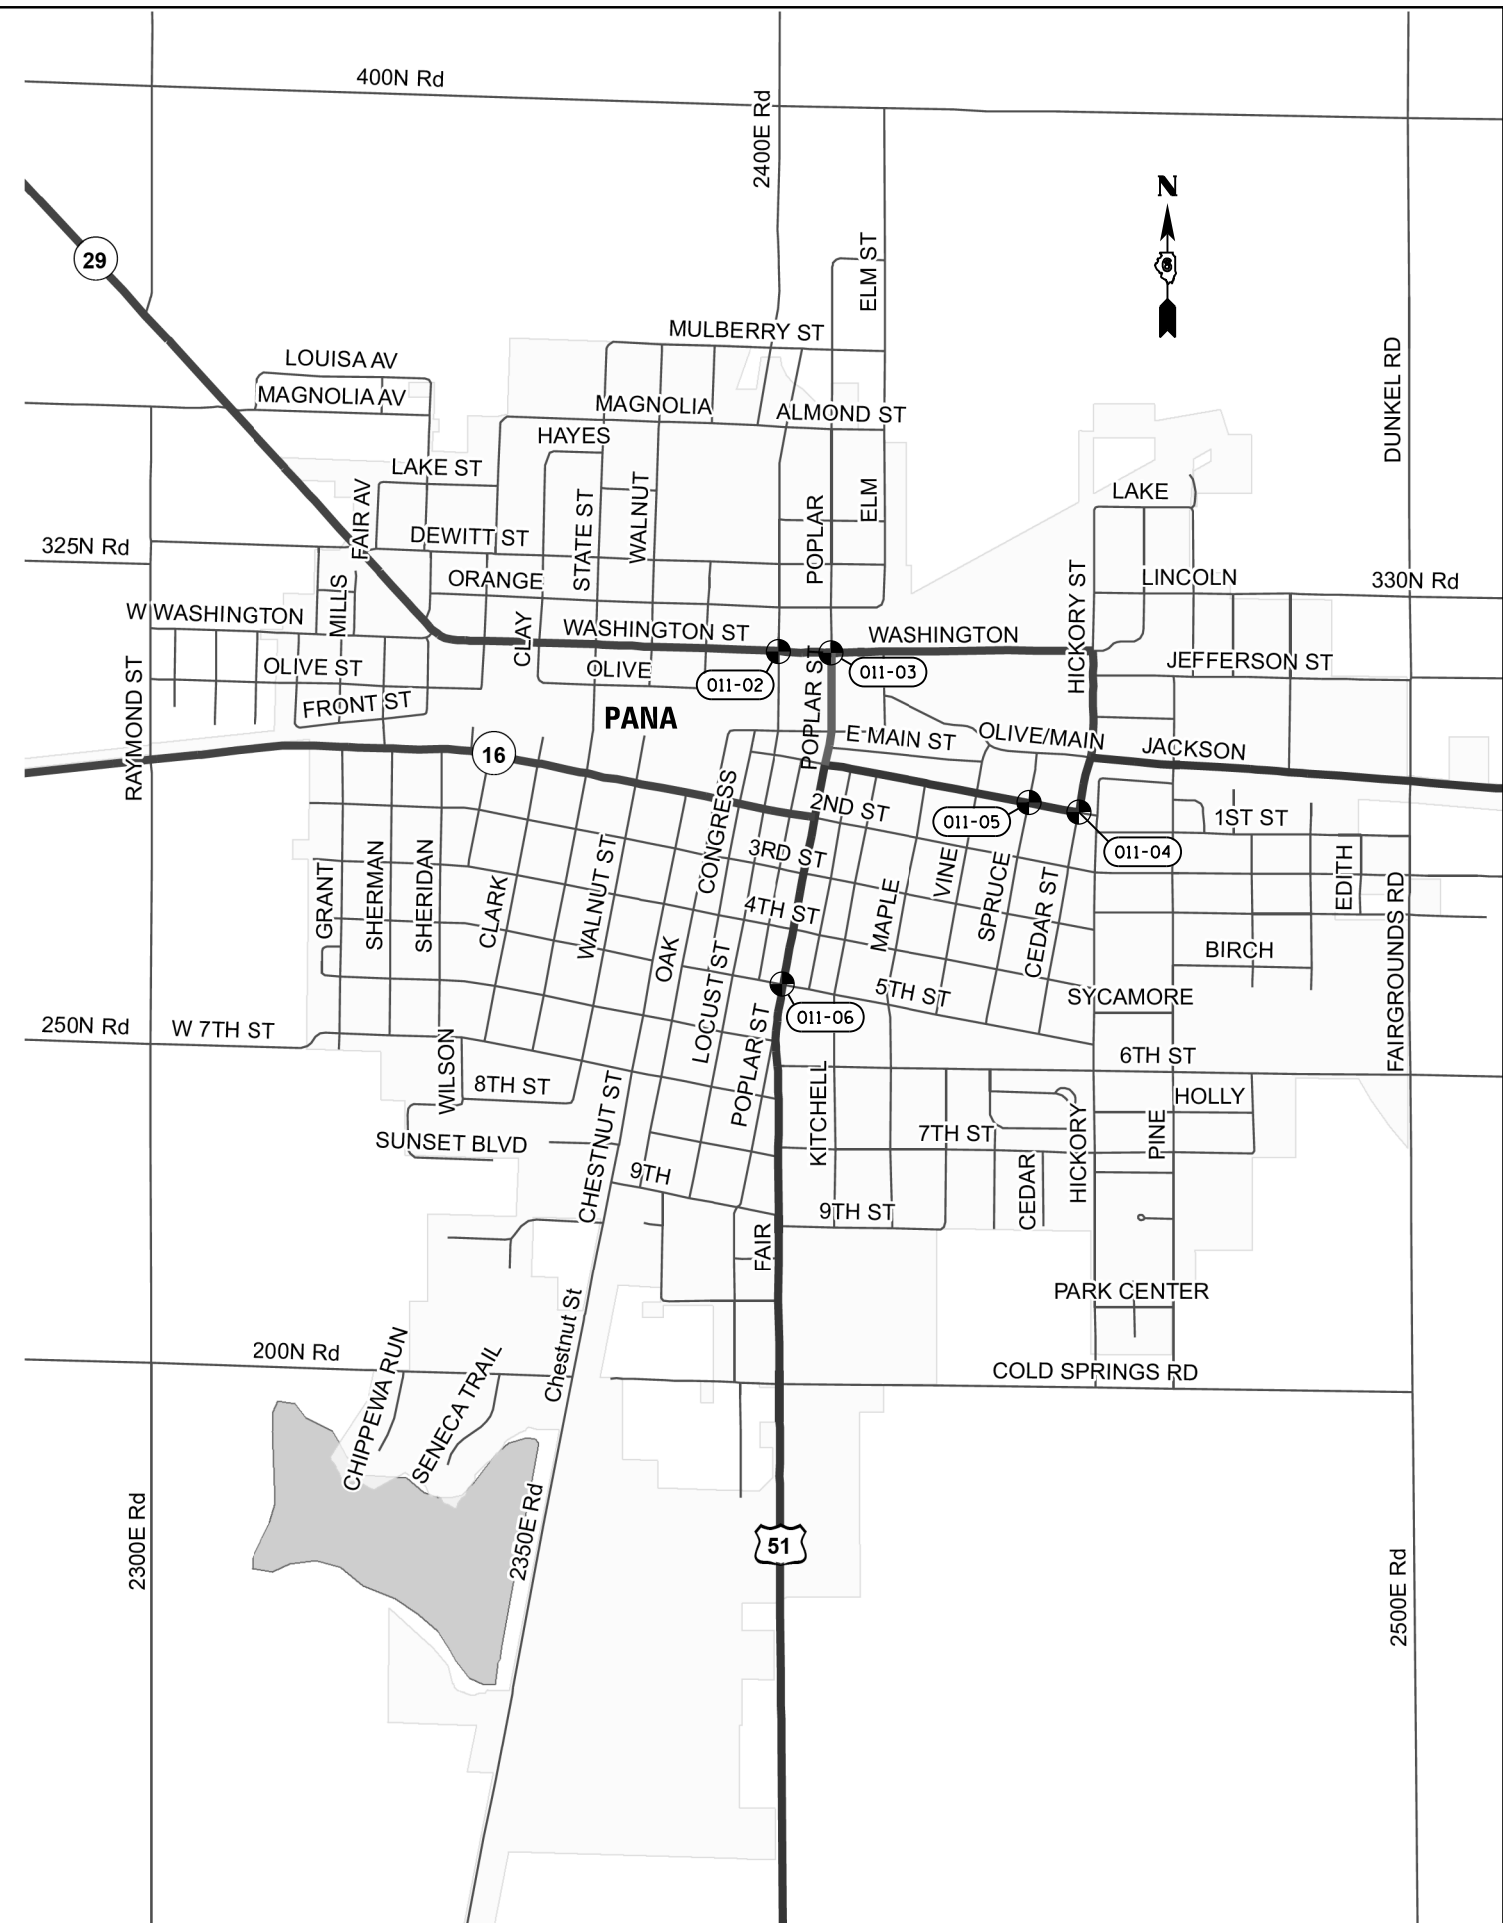 400N Rd
2400E Rd
N
29
6
ELM ST
MULBERRY ST
LOUISA AV
MAGNOLIA AV
MAGNOLIA
ALMOND ST
DUNKEL RD
HAYES
LAKE ST
FAIR AV
STATE ST
WALNUT
POPLAR
ELM
LAKE
325N Rd
DEWITT ST
ORANGE
MILLS
HICKORY ST
LINCOLN
330N Rd
W WASHINGTON
CLAY
WASHINGTON ST
WASHINGTON
OLIVE ST
OLIVE
011-02
011-03
JEFFERSON ST
RAYMOND ST
FRONT ST
PANA
POPLAR ST
E MAIN ST
OLIVE/MAIN
JACKSON
16
CONGRESS
2ND ST
011-05
1ST ST
3RD ST
011-04
GRANT
SHERMAN
SHERIDAN
CLARK
WALNUT ST
OAK
LOCUST ST
4TH ST
MAPLE
VINE
SPRUCE
CEDAR ST
EDITH
FAIRGROUNDS RD
BIRCH
5TH ST
SYCAMORE
011-06
250N Rd
W 7TH ST
WILSON
8TH ST
POPLAR ST
KITCHELL
6TH ST
HOLLY
SUNSET BLVD
CHESTNUT ST
9TH
7TH ST
CEDAR
HICKORY
PINE
9TH ST
FAIR
PARK CENTER
200N Rd
CHIPPEWA RUN
SENECA TRAIL
Chestnut St
COLD SPRINGS RD
2300E Rd
2350E Rd
51
2500E Rd